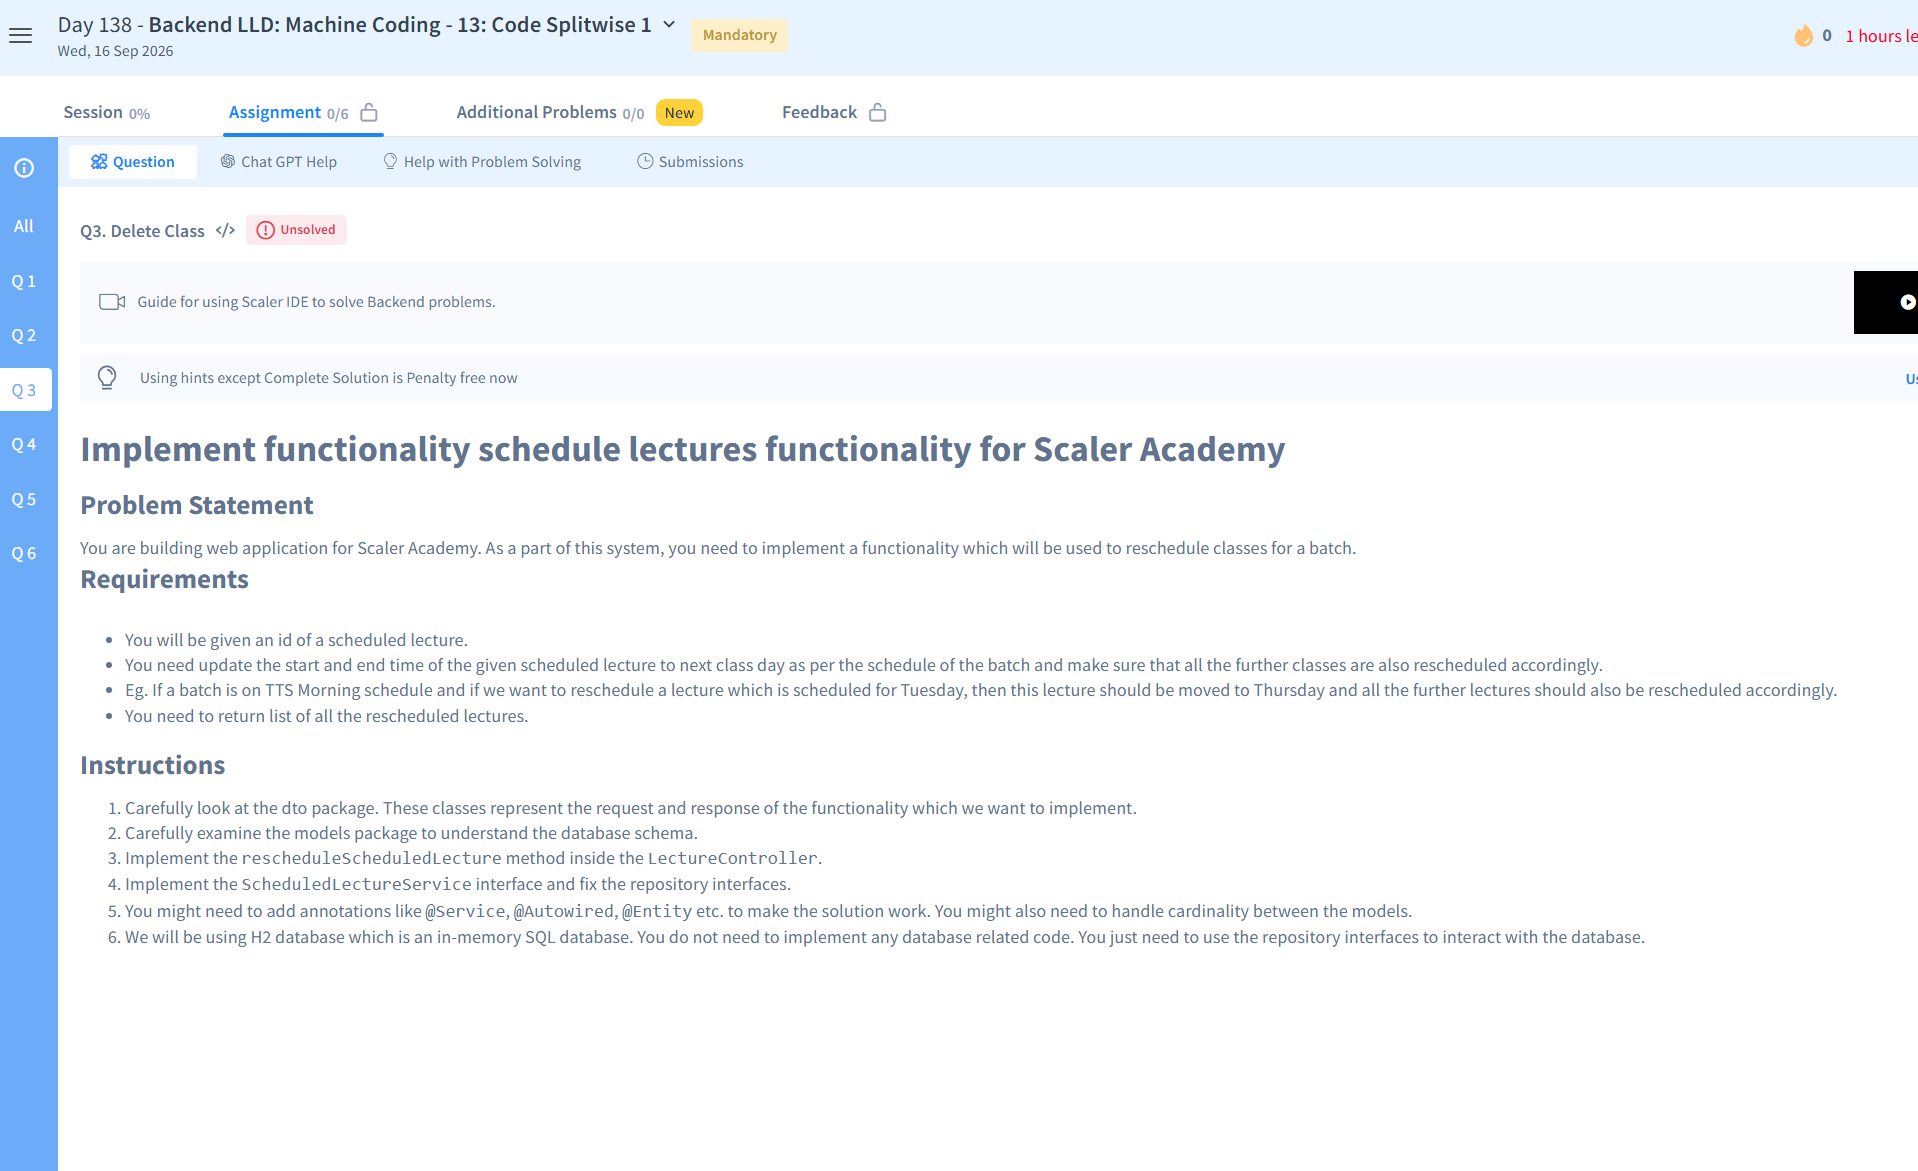 Day 138 - Backend LLD: Machine Coding - 13: Code Splitwise 1
Mandatory
Wed, 16 Sep 2026
0
1 hours le
Session 0%
Assignment 0/6
Additional Problems 0/0
New
Feedback
Question
Chat GPT Help
Help with Problem Solving
Submissions
All
Q 1
Q 2
Q 3
Q 4
Q 5
Q 6
Q3. Delete Class </>
Unsolved
Guide for using Scaler IDE to solve Backend problems.
Using hints except Complete Solution is Penalty free now
Us
Implement functionality schedule lectures functionality for Scaler Academy
Problem Statement
You are building web application for Scaler Academy. As a part of this system, you need to implement a functionality which will be used to reschedule classes for a batch.
Requirements
• You will be given an id of a scheduled lecture.
• You need update the start and end time of the given scheduled lecture to next class day as per the schedule of the batch and make sure that all the further classes are also rescheduled accordingly.
• Eg. If a batch is on TTS Morning schedule and if we want to reschedule a lecture which is scheduled for Tuesday, then this lecture should be moved to Thursday and all the further lectures should also be rescheduled accordingly.
• You need to return list of all the rescheduled lectures.
Instructions
1. Carefully look at the dto package. These classes represent the request and response of the functionality which we want to implement.
2. Carefully examine the models package to understand the database schema.
3. Implement the rescheduleScheduledLecture method inside the LectureController.
4. Implement the ScheduledLectureService interface and fix the repository interfaces.
5. You might need to add annotations like @Service, @Autowired, @Entity etc. to make the solution work. You might also need to handle cardinality between the models.
6. We will be using H2 database which is an in-memory SQL database. You do not need to implement any database related code. You just need to use the repository interfaces to interact with the database.